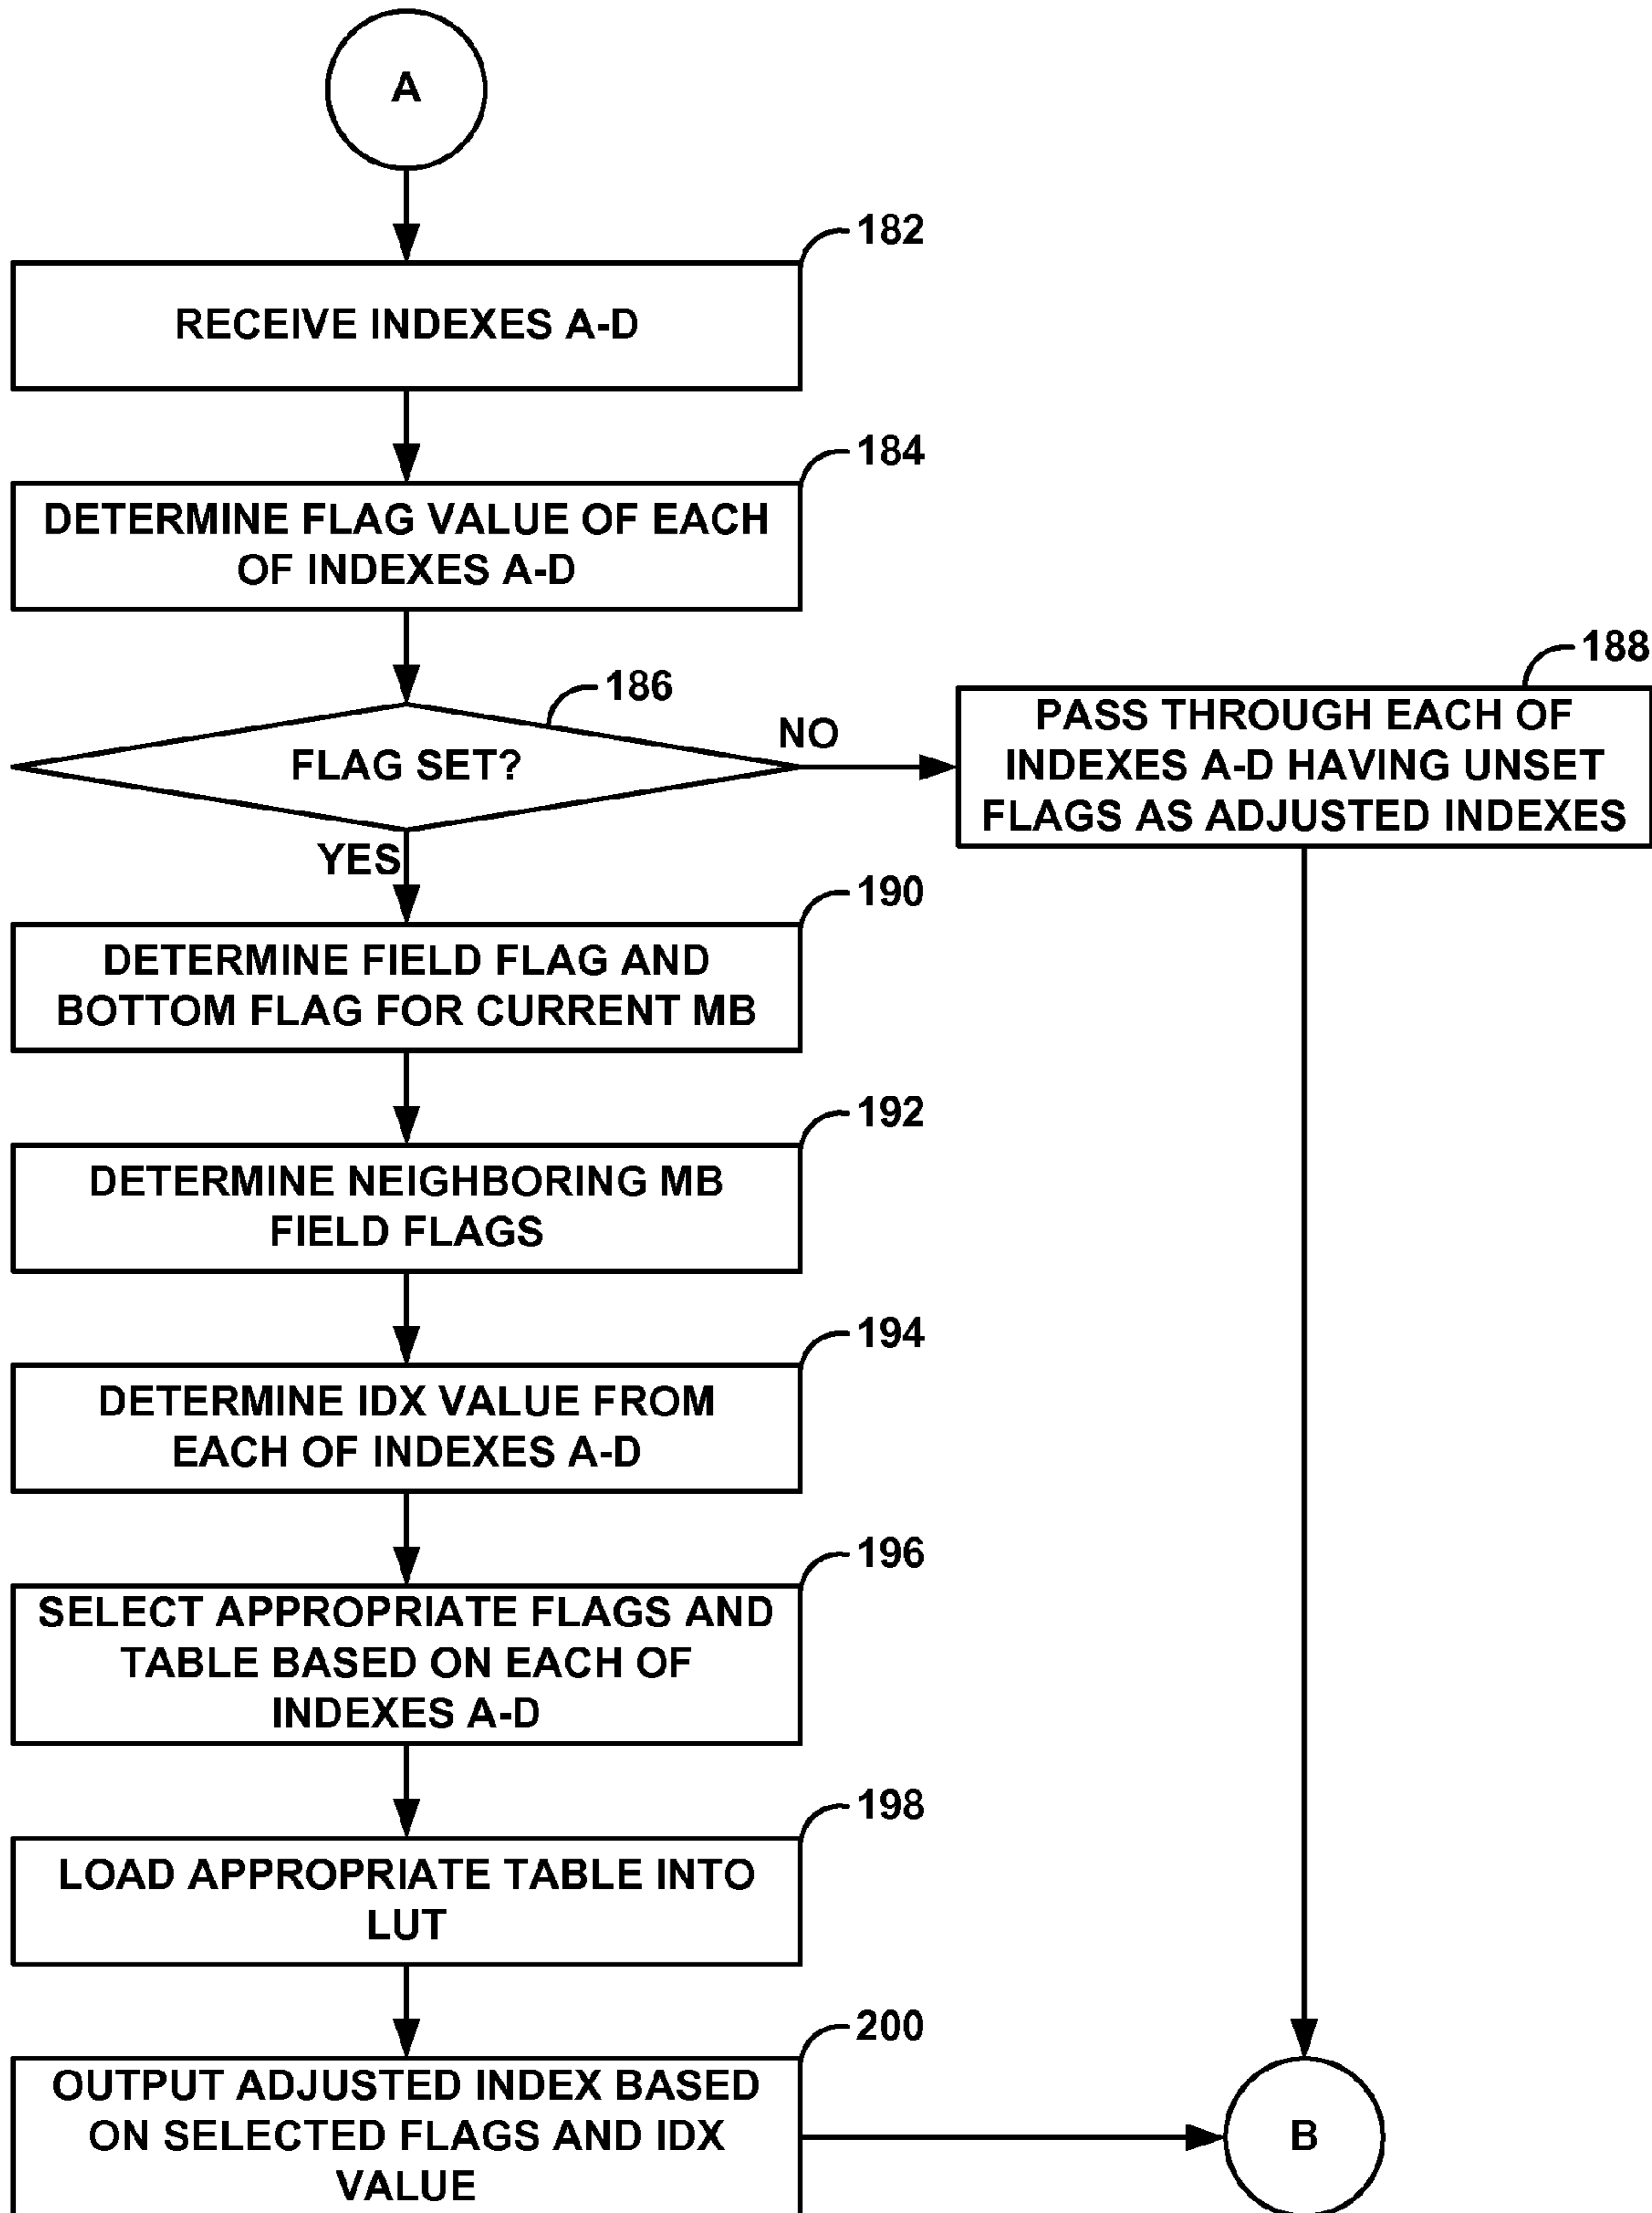 A
182
RECEIVE INDEXES A-D
184
DETERMINE FLAG VALUE OF EACH
OF INDEXES A-D
186
FLAG SET?
NO
188
PASS THROUGH EACH OF
INDEXES A-D HAVING UNSET
FLAGS AS ADJUSTED INDEXES
YES
190
DETERMINE FIELD FLAG AND
BOTTOM FLAG FOR CURRENT MB
192
DETERMINE NEIGHBORING MB
FIELD FLAGS
194
DETERMINE IDX VALUE FROM
EACH OF INDEXES A-D
196
SELECT APPROPRIATE FLAGS AND
TABLE BASED ON EACH OF
INDEXES A-D
198
LOAD APPROPRIATE TABLE INTO
LUT
200
OUTPUT ADJUSTED INDEX BASED
ON SELECTED FLAGS AND IDX
VALUE
B